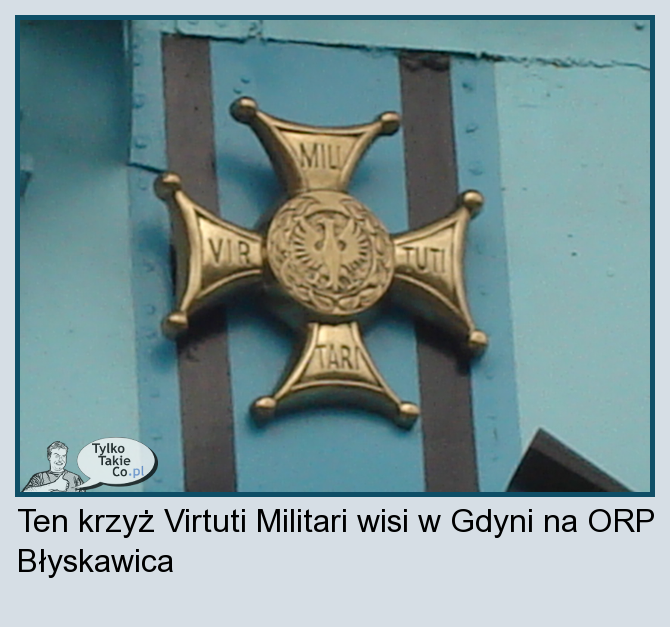 MILI
VIR TUTI
TARI
Tylko
Takie
Co.pl
Ten krzyż Virtuti Militari wisi w Gdyni na ORP
Błyskawica